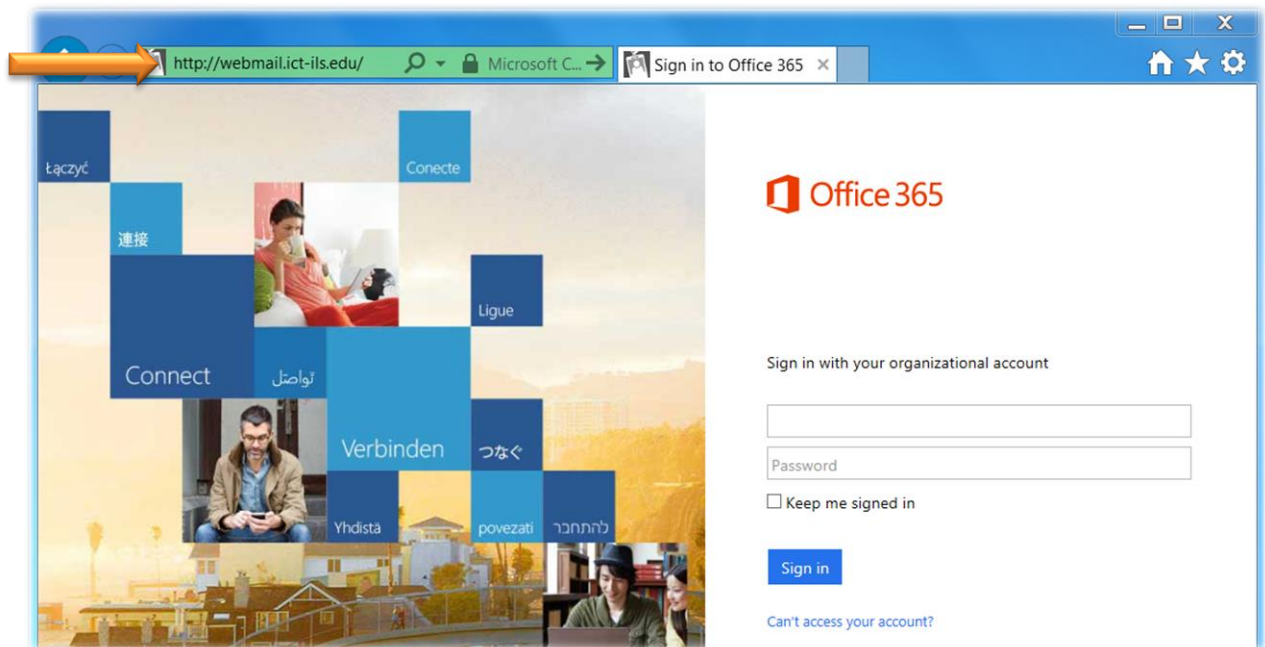 X
http://webmail.ict-ils.edu/
Microsoft C...
Sign in to Office 365
Łączyć
Conecte
連接
Ligue
Connect
تواصَل
Verbinden
つなぐ
Yhdistä
povezati
להתחבר
Office 365
Sign in with your organizational account
Password
Keep me signed in
Sign in
Can't access your account?